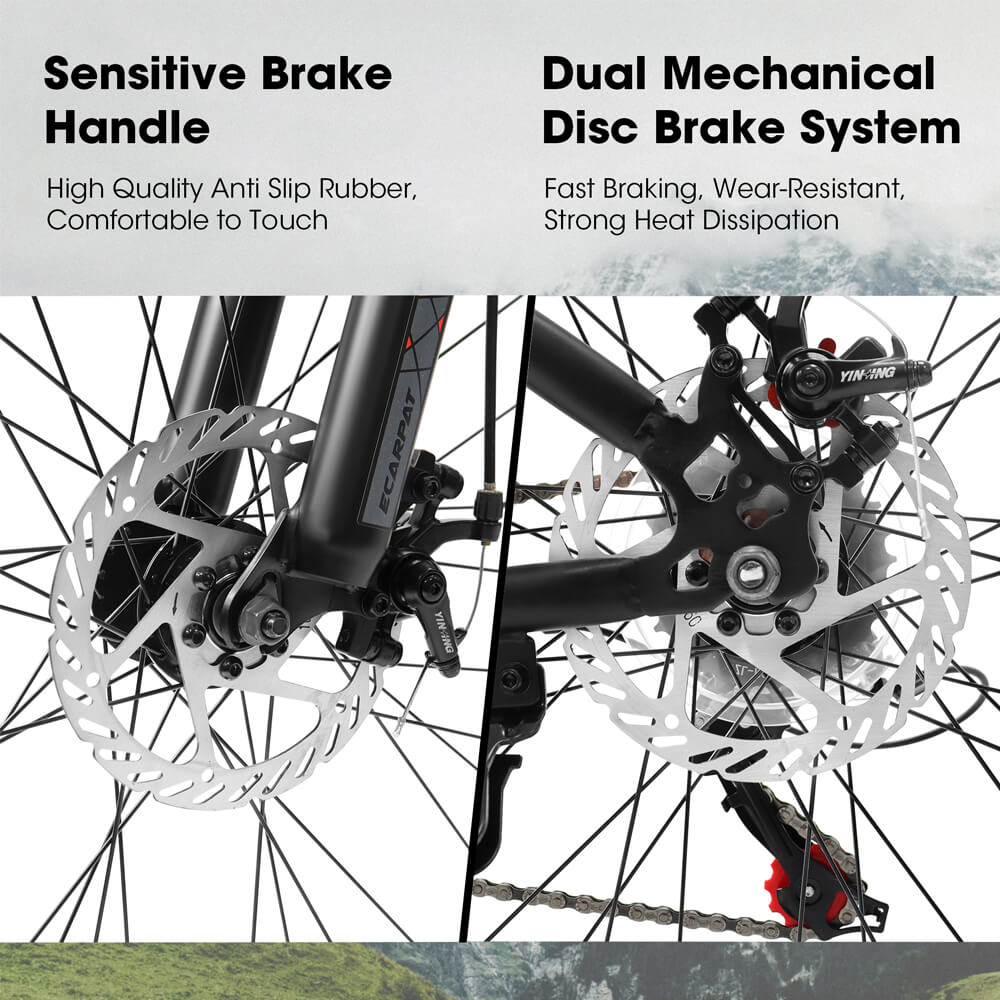 Sensitive Brake
Handle
High Quality Anti Slip Rubber,
Comfortable to Touch
Dual Mechanical
Disc Brake System
Fast Braking, Wear-Resistant,
Strong Heat Dissipation
ECARPAT
YINXING
YINXING